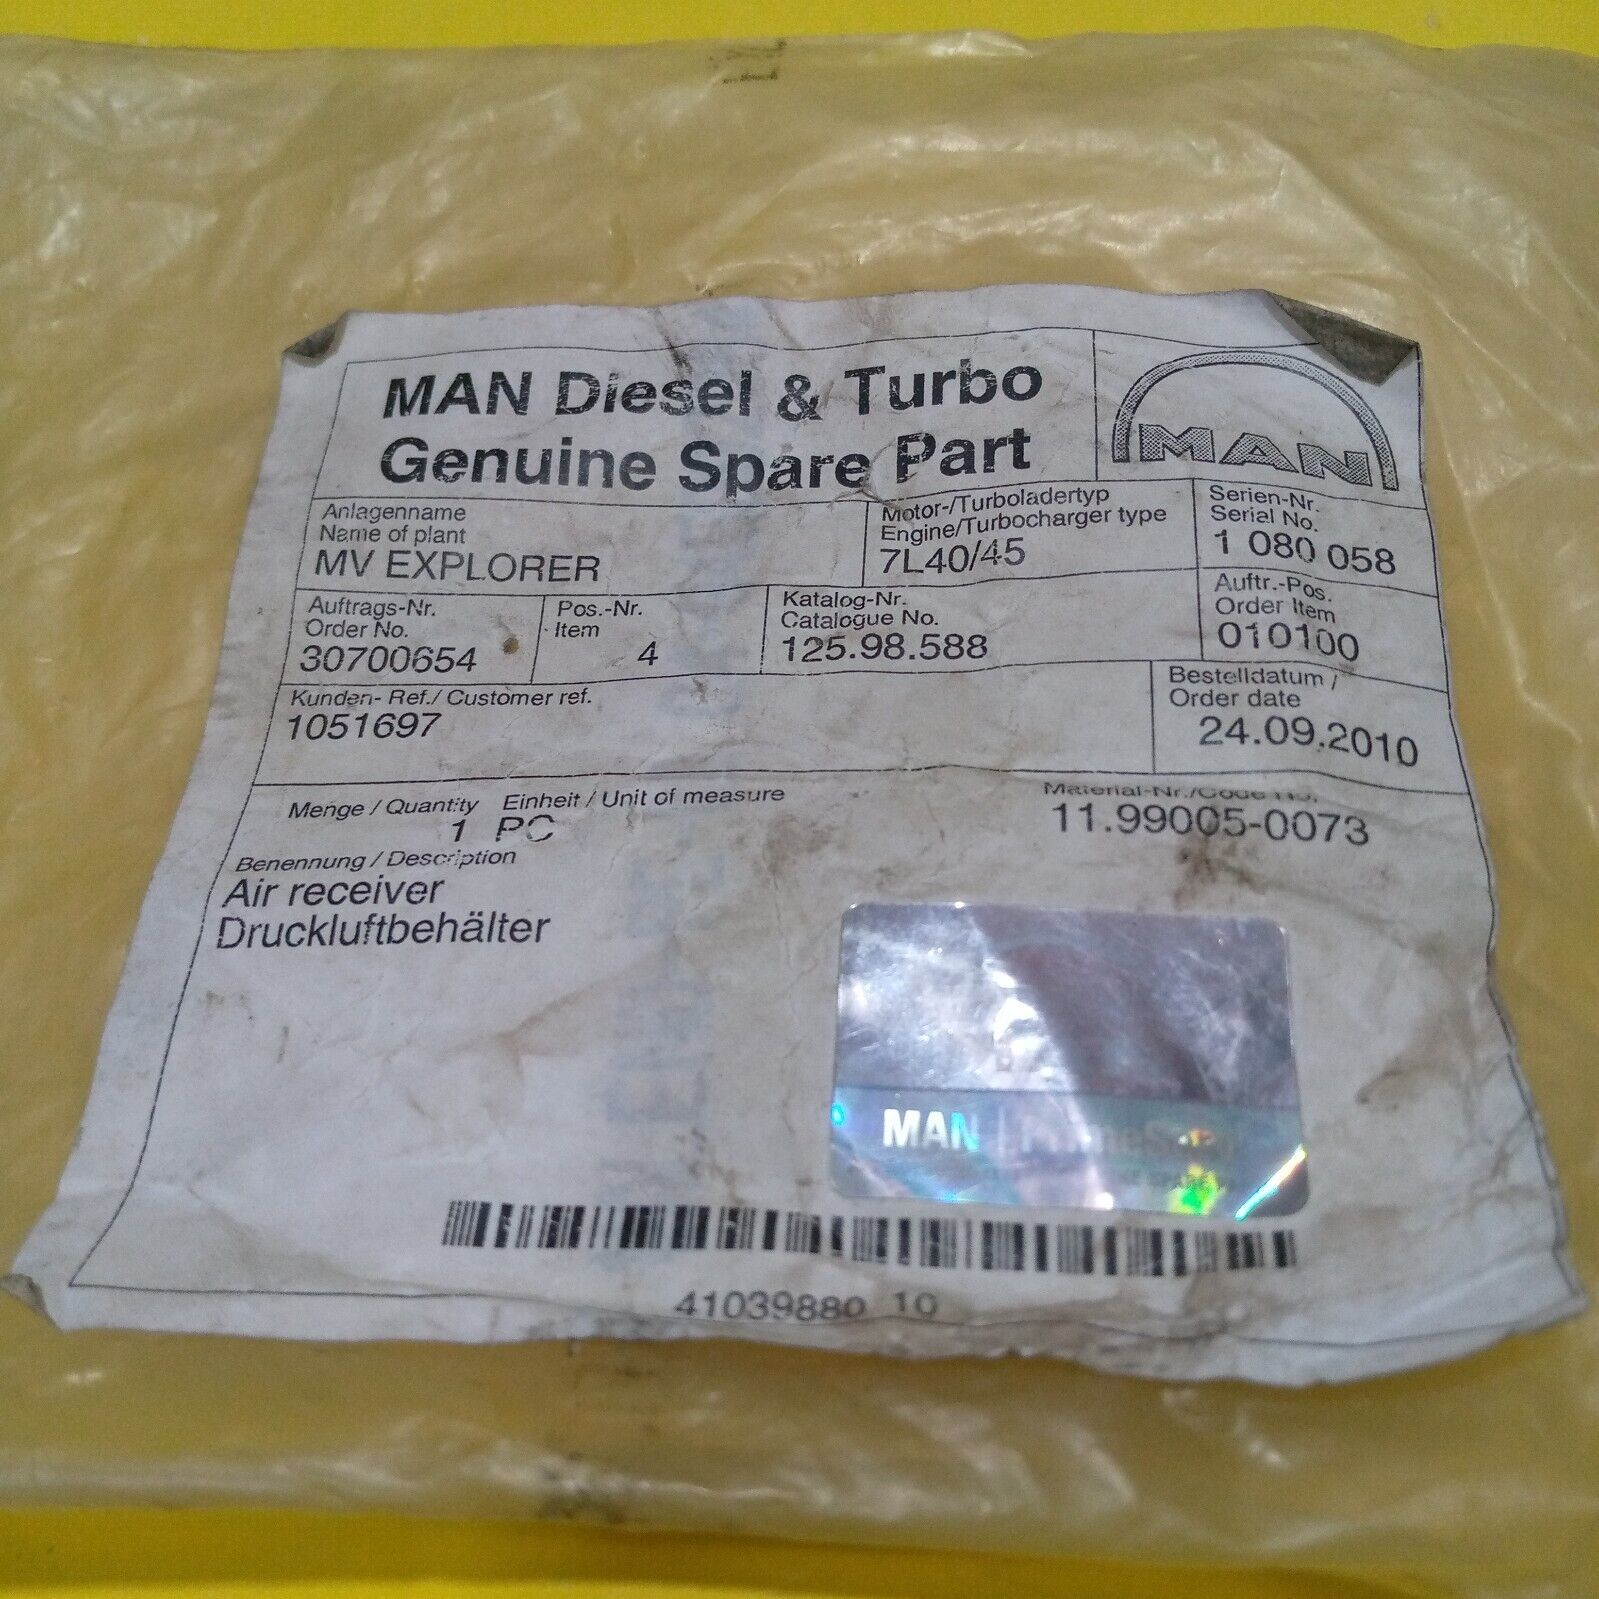 MAN Diesel & Turbo
Genuine Spare Part
MAN
Anlagenname
Name of plant
MV EXPLORER
Motor-/Turboladertyp
Engine/Turbocharger type
7L40/45
Serien-Nr.
Serial No.
1 080 058
Auftrags-Nr.
Order No.
30700654
Pos.-Nr.
Item
4
Katalog-Nr.
Catalogue No.
125.98.588
Auftr.-Pos.
Order Item
010100
Kunden- Ref./ Customer ref.
1051697
Bestelldatum /
Order date
24.09.2010
Menge / Quantity Einheit / Unit of measure
1 PC
Material-Nr./Code No.
11.99005-0073
Benennung / Description
Air receiver
Druckluftbehälter
MAN
41039880 10